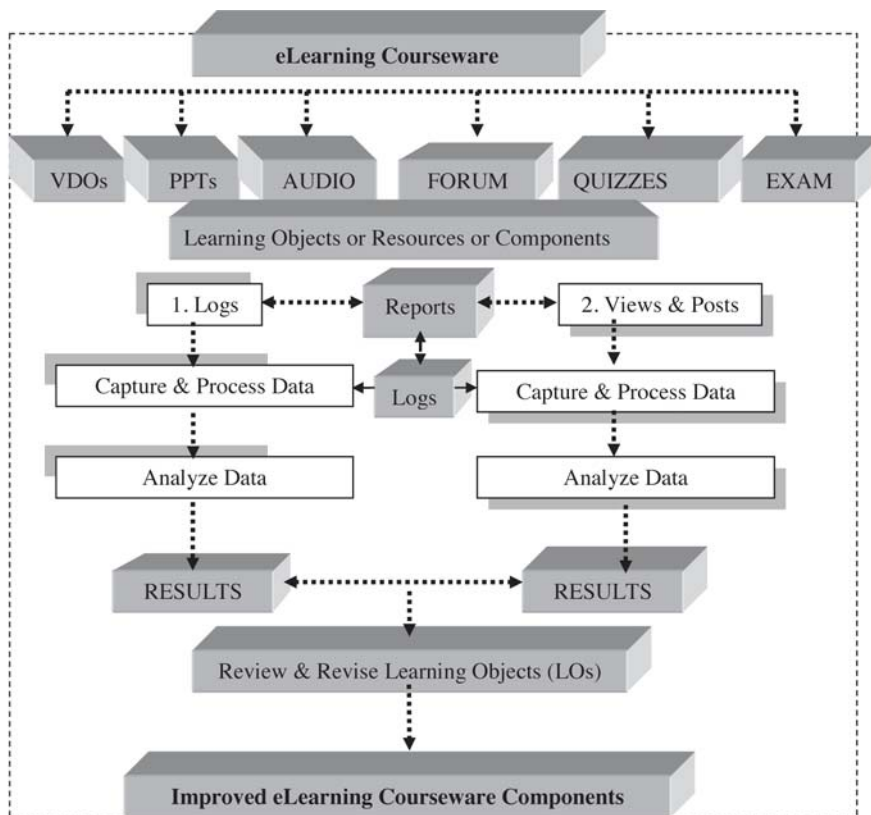 eLearning Courseware
VDOs
PPTs
AUDIO
FORUM
QUIZZES
EXAM
Learning Objects or Resources or Components
1. Logs
Reports
2. Views & Posts
Capture & Process Data
Logs
Capture & Process Data
Analyze Data
Analyze Data
RESULTS
RESULTS
Review & Revise Learning Objects (LOs)
Improved eLearning Courseware Components